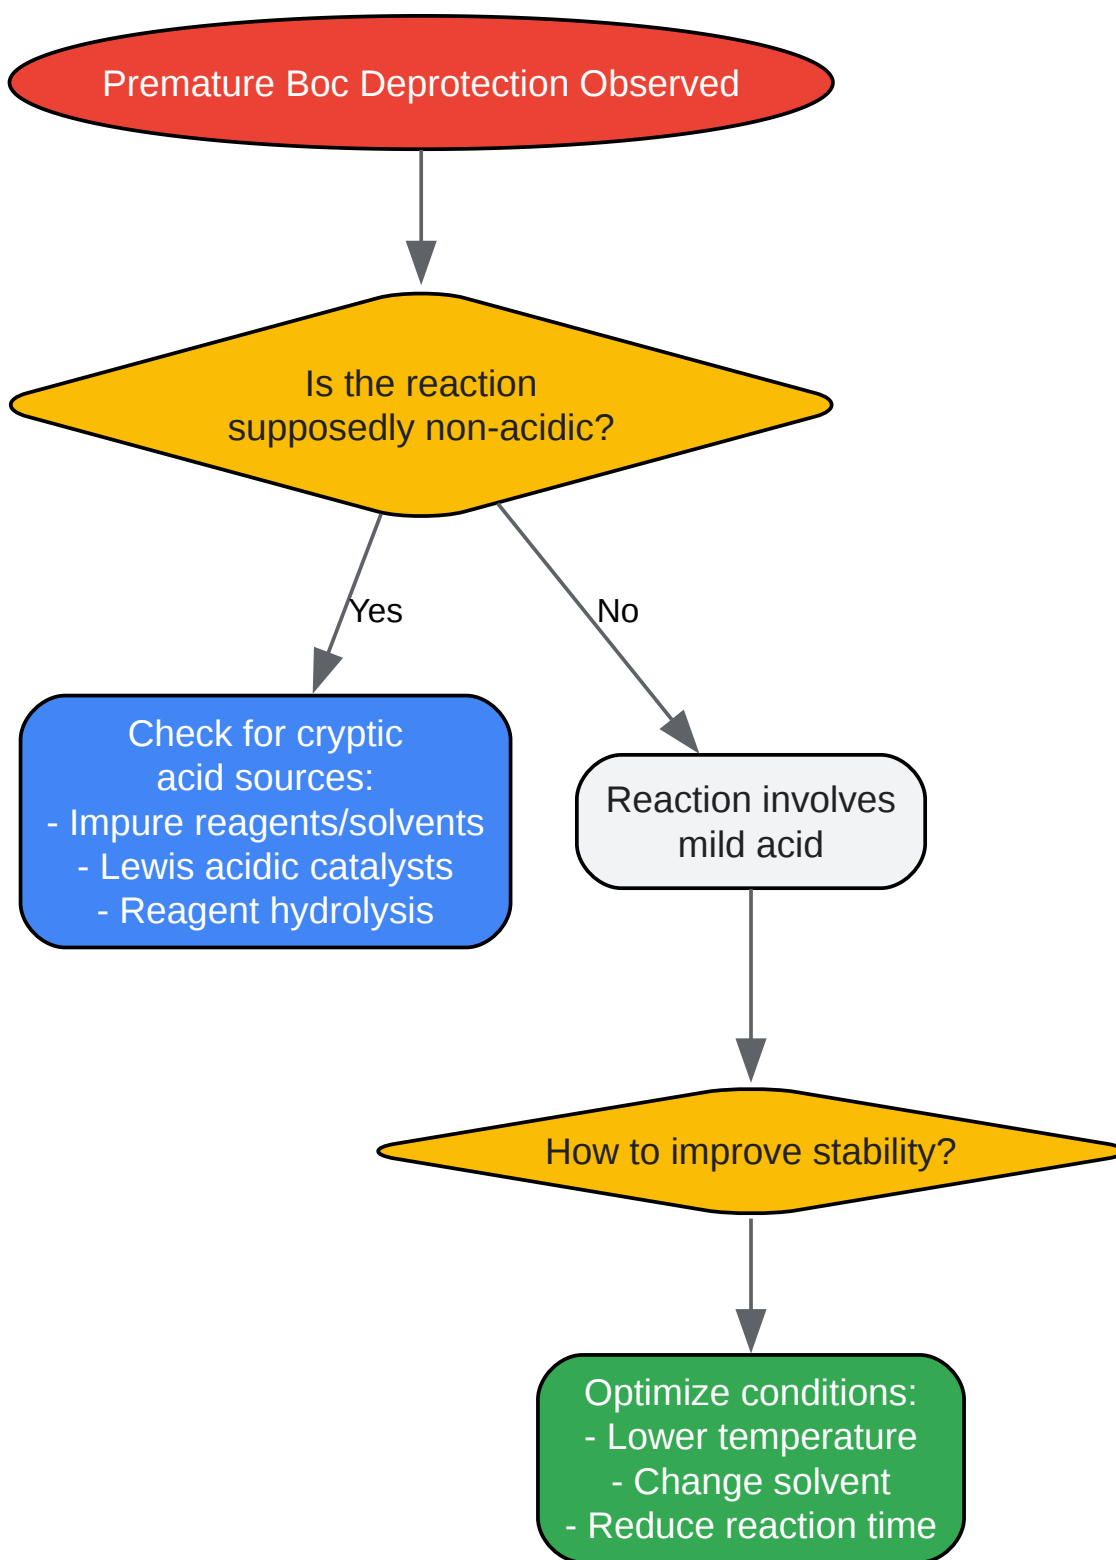 Premature Boc Deprotection Observed
Is the reaction
supposedly non-acidic?
Yes
No
Check for cryptic
acid sources:
- Impure reagents/solvents
- Lewis acidic catalysts
- Reagent hydrolysis
Reaction involves
mild acid
How to improve stability?
Optimize conditions:
- Lower temperature
- Change solvent
- Reduce reaction time